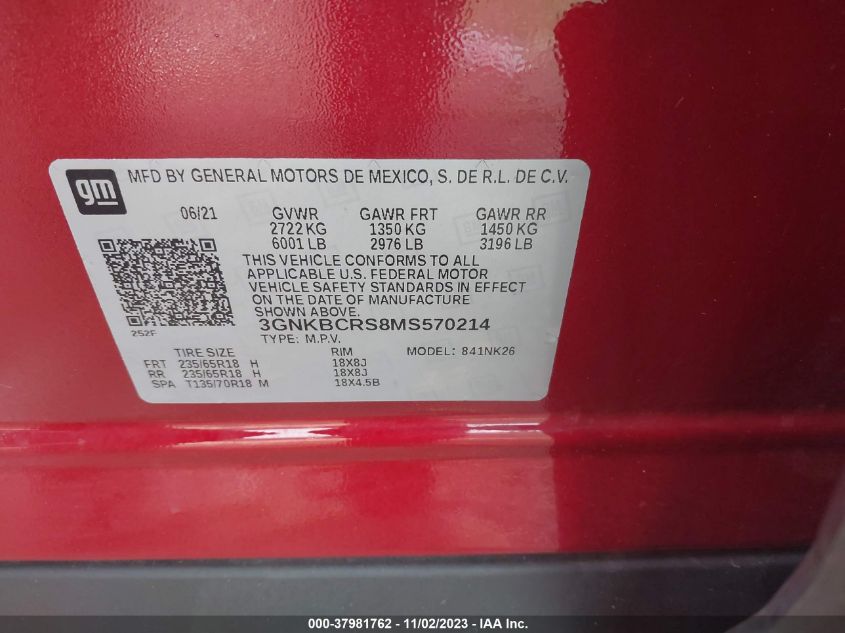 gm MFD BY GENERAL MOTORS DE MEXICO, S. DE R.L. DE C.V.
06/21 GVWR GAWR FRT GAWR RR
2722 KG 1350 KG 1450 KG
6001 LB 2976 LB 3196 LB
THIS VEHICLE CONFORMS TO ALL
APPLICABLE U.S. FEDERAL MOTOR
VEHICLE SAFETY STANDARDS IN EFFECT
ON THE DATE OF MANUFACTURE
SHOWN ABOVE.
252F 3GNKBCRS8MS570214
TYPE: M.P.V.
TIRE SIZE RIM MODEL: 841NK26
FRT 235/65R18 H 18X8J
RR 235/65R18 H 18X8J
SPA T135/70R18 M 18X4.5B
000-37981762 - 11/02/2023 - IAA Inc.